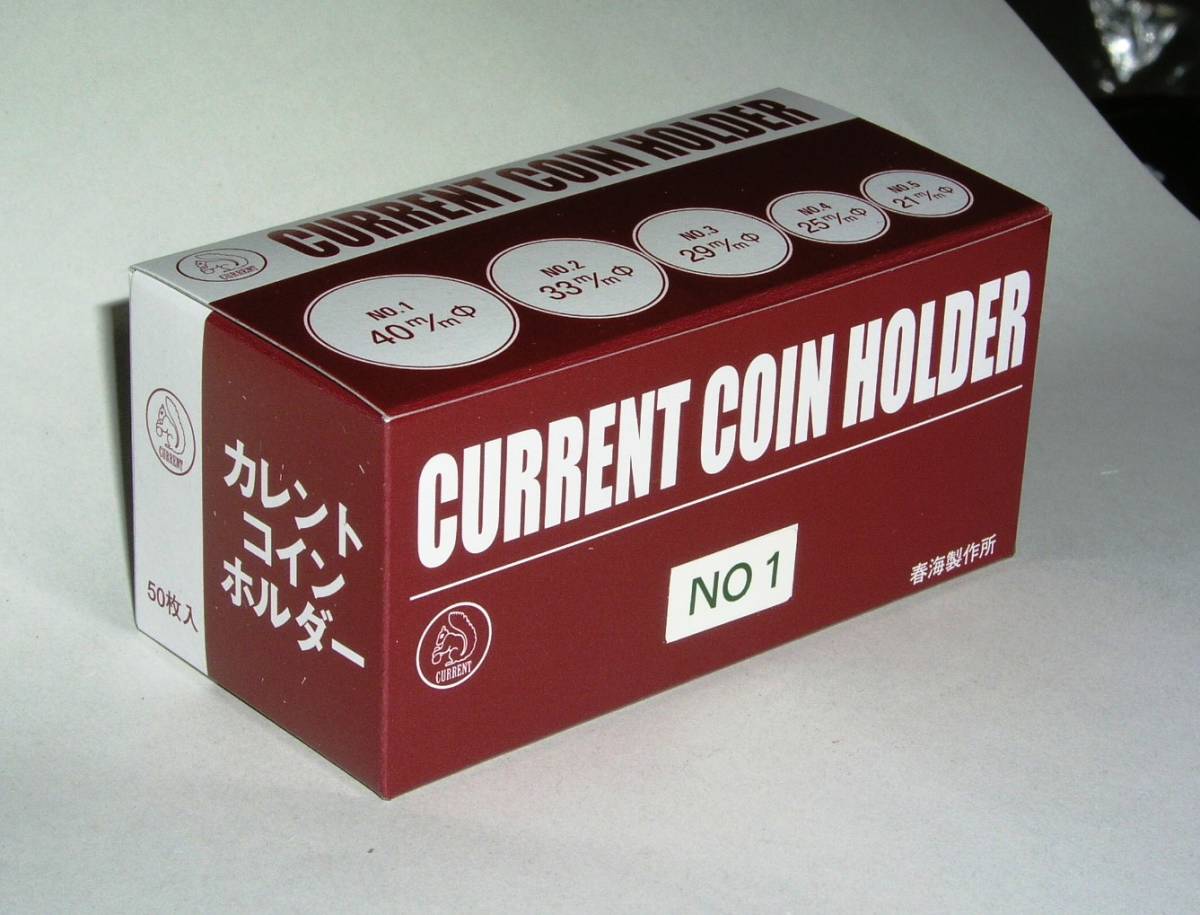 CURRENT
CURRENT COIN HOLDER
NO.1
40m/mΦ
NO.2
33m/mΦ
NO.3
29m/mΦ
NO.4
25m/mΦ
NO.5
21m/mΦ
CURRENT
50枚入
カレント
コイン
ホルダー
CURRENT COIN HOLDER
CURRENT
NO 1
春海製作所